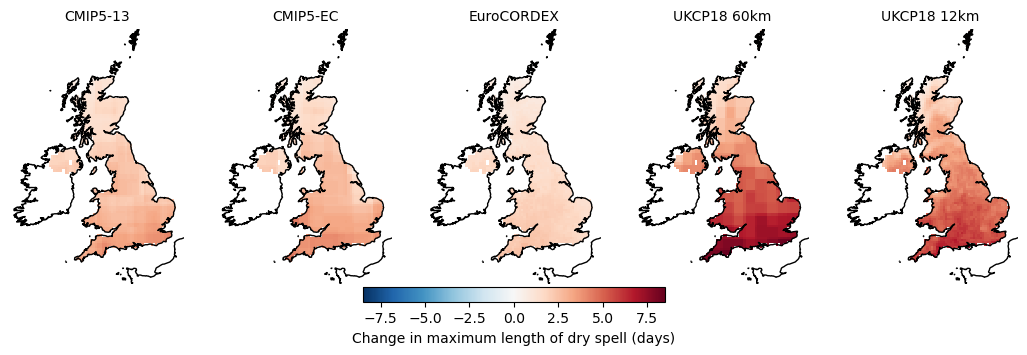 CMIP5-13 CMIP5-EC EuroCORDEX UKCP18 60km UKCP18 12km
−7.5 −5.0 −2.5 0.0 2.5 5.0 7.5
Change in maximum length of dry spell (days)